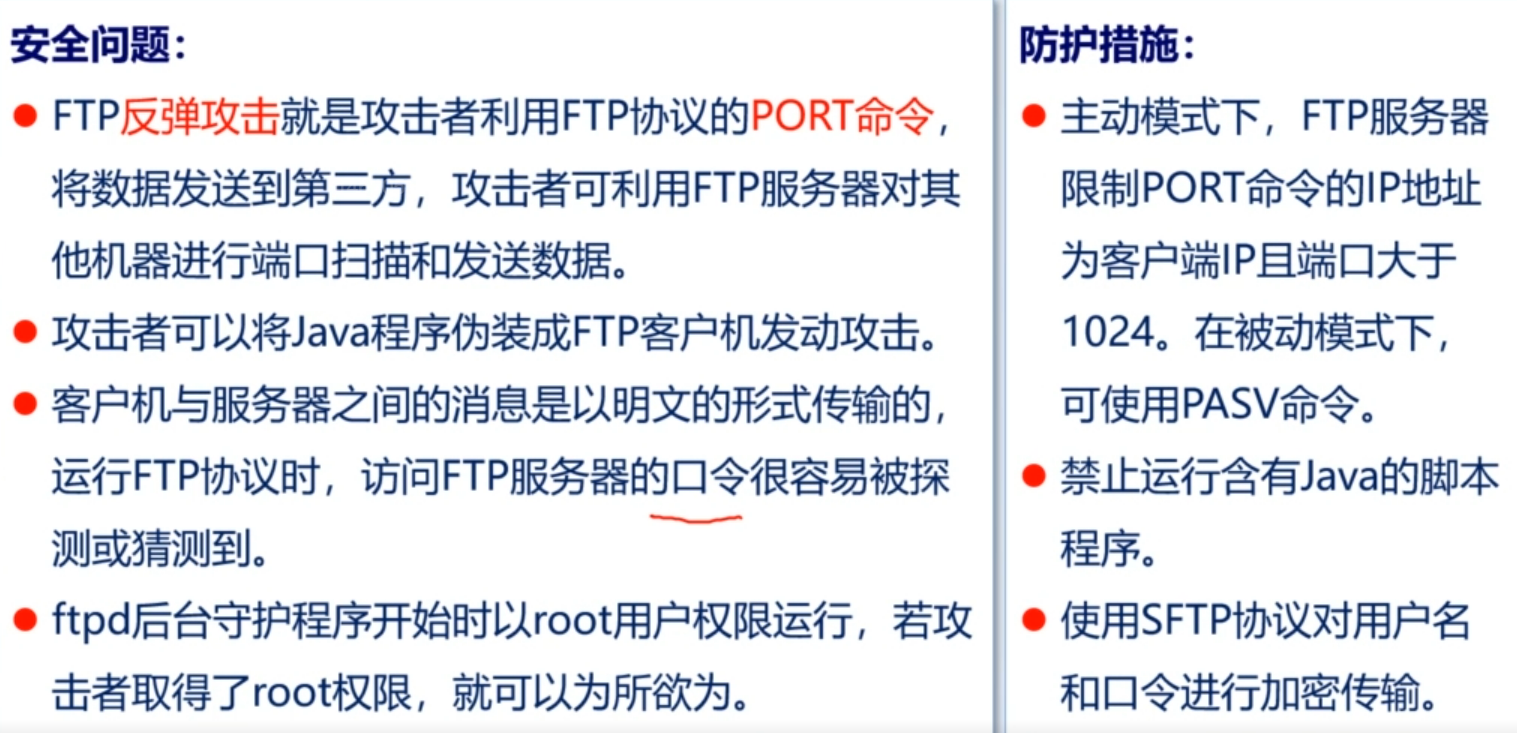 安全问题：
FTP反弹攻击就是攻击者利用FTP协议的PORT命令，
将数据发送到第三方，攻击者可利用FTP服务器对其
他机器进行端口扫描和发送数据。
攻击者可以将Java程序伪装成FTP客户机发动攻击。
客户机与服务器之间的消息是以明文的形式传输的，
运行FTP协议时，访问FTP服务器的口令很容易被探
测或猜测到。
ftpd后台守护程序开始时以root用户权限运行，若攻
击者取得了root权限，就可以为所欲为。
防护措施：
主动模式下，FTP服务器
限制PORT命令的IP地址
为客户端IP且端口大于
1024。在被动模式下，
可使用PASV命令。
禁止运行含有Java的脚本
程序。
使用SFTP协议对用户名
和口令进行加密传输。